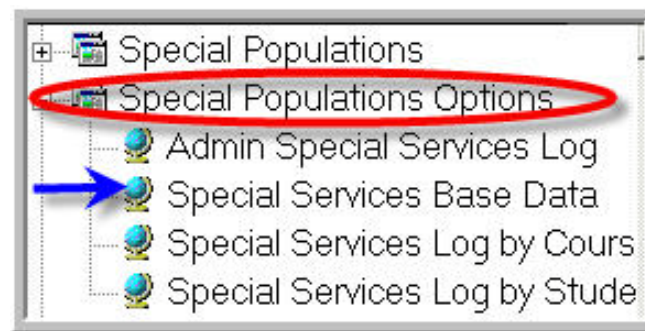 Special Populations
Special Populations Options
Admin Special Services Log
Special Services Base Data
Special Services Log by Cours
Special Services Log by Stude